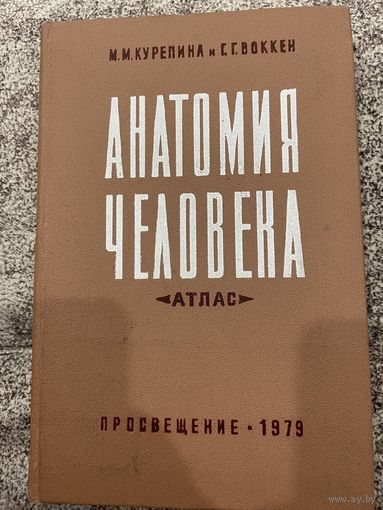 М.М.КУРЕПИНА и Г.Г.ВОККЕН
АНАТОМИЯ
ЧЕЛОВЕКА
АТЛАС
ПРОСВЕЩЕНИЕ • 1979
www.ay.by